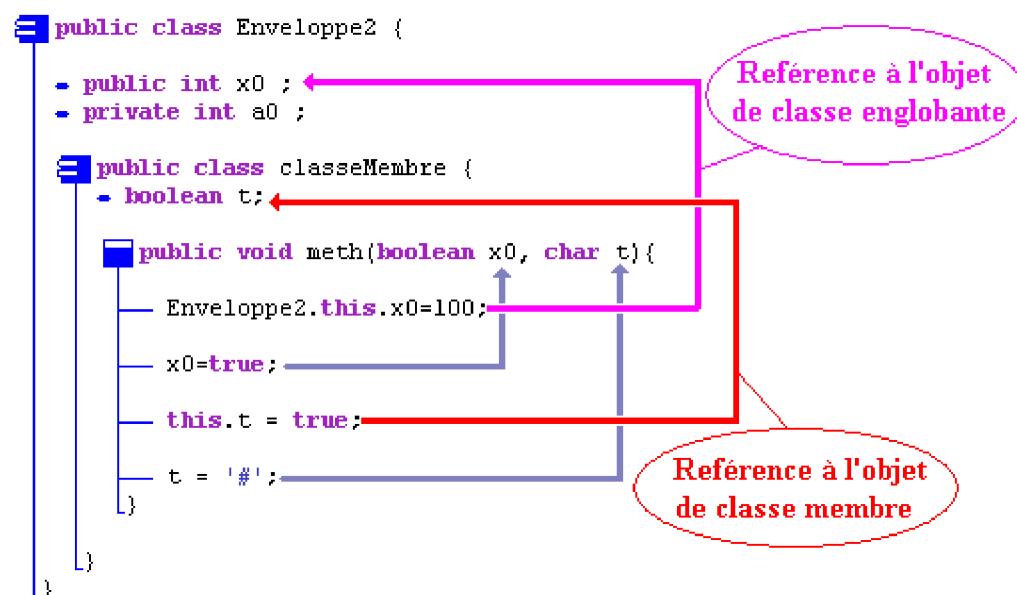 public class Enveloppe2 {
public int x0 ;
private int a0 ;
Reférence à l'objet
de classe englobante
public class classeMembre {
boolean t;
public void meth(boolean x0, char t){
Enveloppe2.this.x0=100;
x0=true;
this.t = true;
t = '#';
}
Reférence à l'objet
de classe membre
}
}